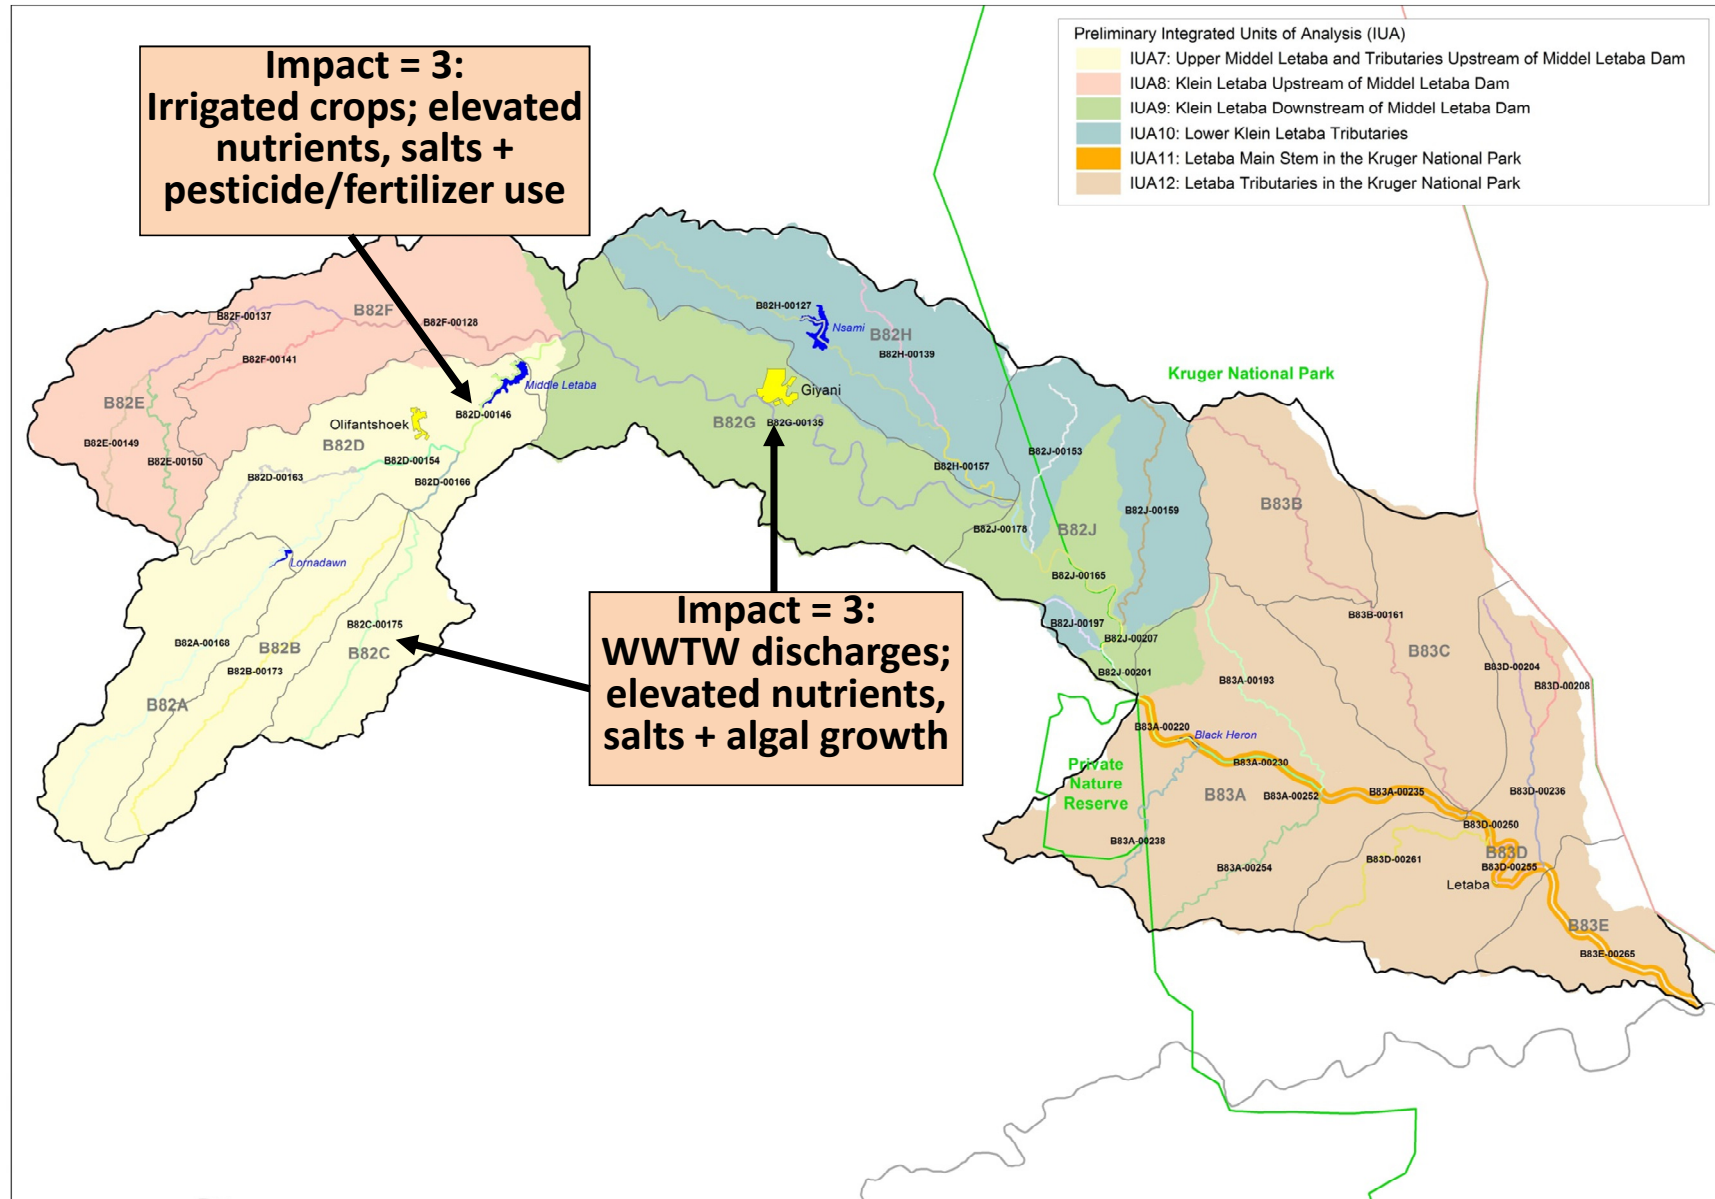 Preliminary Integrated Units of Analysis (IUA)
IUA7: Upper Middel Letaba and Tributaries Upstream of Middel Letaba Dam
IUA8: Klein Letaba Upstream of Middel Letaba Dam
IUA9: Klein Letaba Downstream of Middel Letaba Dam
IUA10: Lower Klein Letaba Tributaries
IUA11: Letaba Main Stem in the Kruger National Park
IUA12: Letaba Tributaries in the Kruger National Park
Impact = 3:
Irrigated crops; elevated
nutrients, salts +
pesticide/fertilizer use
B82F-00137
B82F
B82F-00128
B82F-00141
B82E
B82E-00149
B82E-00150
Middle Letaba
B82D-00146
Olifantshoek
B82D
B82D-00154
B82D-00163
B82D-00166
Lornadawn
B82A-00168
B82B
B82B-00173
B82C-00175
B82C
B82A
B82H-00127
Nsami
B82H
B82H-00139
Giyani
B82G
B82G-00135
B82H-00157
B82J-00153
B82J-00159
B82J-00178
B82J
B82J-00165
B82J-00197
B82J-00207
B82J-00201
Impact = 3:
WWTW discharges;
elevated nutrients,
salts + algal growth
Kruger National Park
B83B
B83B-00161
B83C
B83D-00204
B83D-00208
B83A-00193
B83A-00220
Black Heron
B83A-00230
Private
Nature
Reserve
B83A
B83A-00252
B83A-00235
B83D-00236
B83D-00250
B83A-00238
B83A-00254
B83D-00261
B83D
B83D-00255
Letaba
B83E
B83E-00265